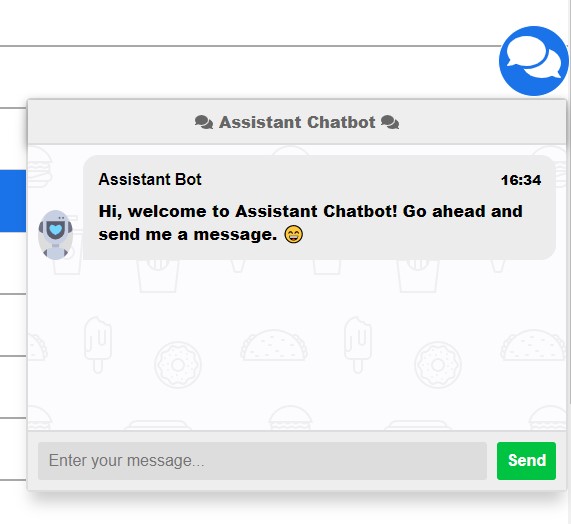 Assistant Chatbot
Assistant Bot
16:34
Hi, welcome to Assistant Chatbot! Go ahead and
send me a message. 😄
Enter your message...
Send